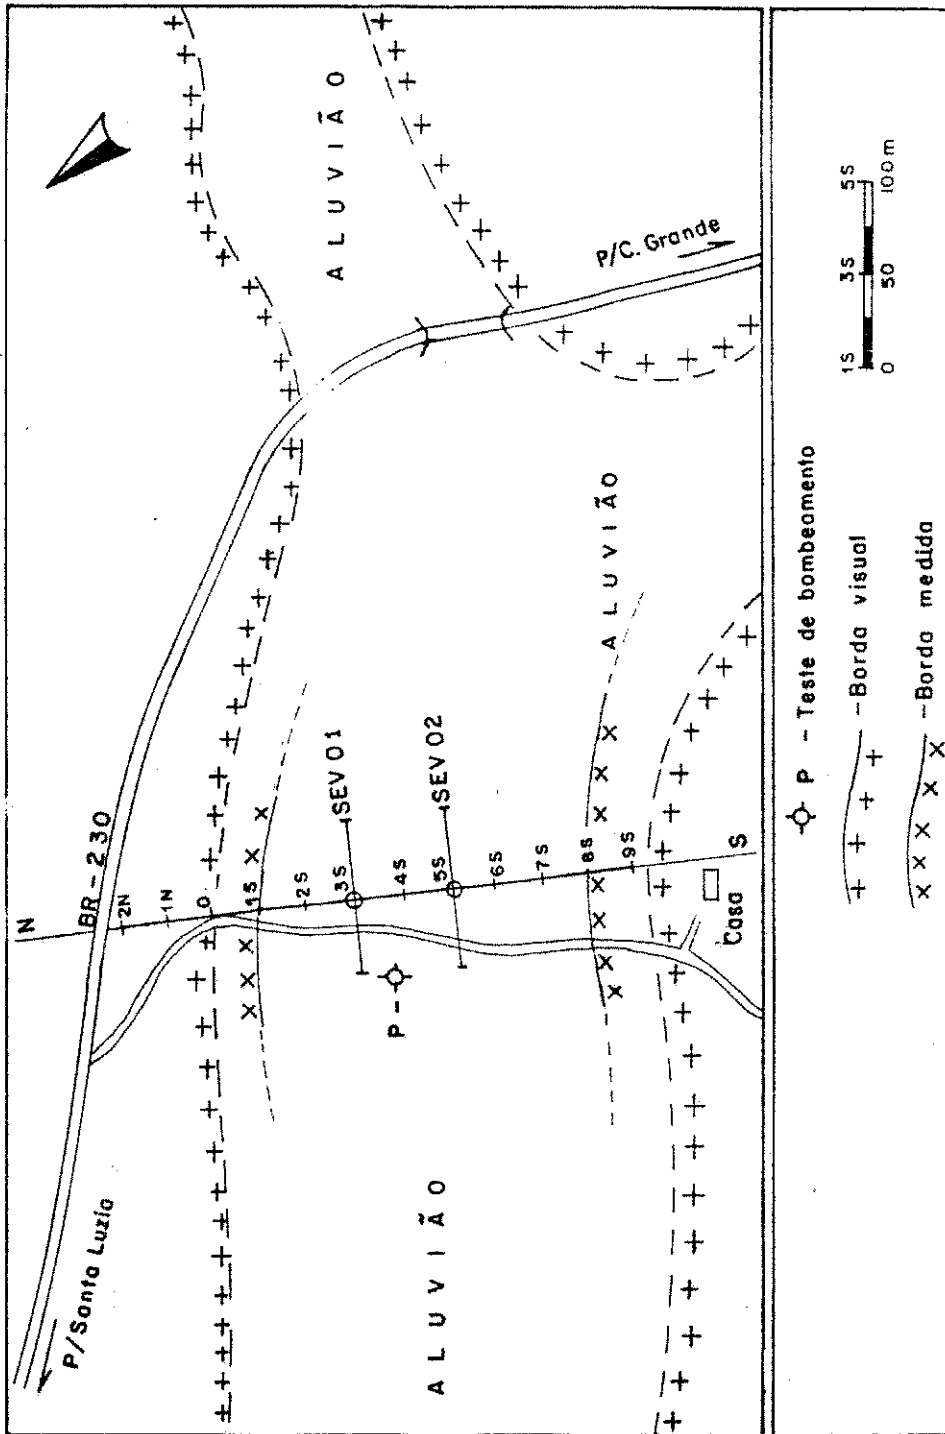 P/Santa Luzia
BR-230
P/C. Grande
ALUVIÃO
ALUVIÃO
ALUVIÃO
N
2N
1N
0
1S
2S
3S
4S
5S
6S
7S
8S
9S
S
SEV 01
SEV 02
P
Casa
P - Teste de bombeamento
- Borda visual
- Borda medida
1S 3S 5S
0 50 100 m